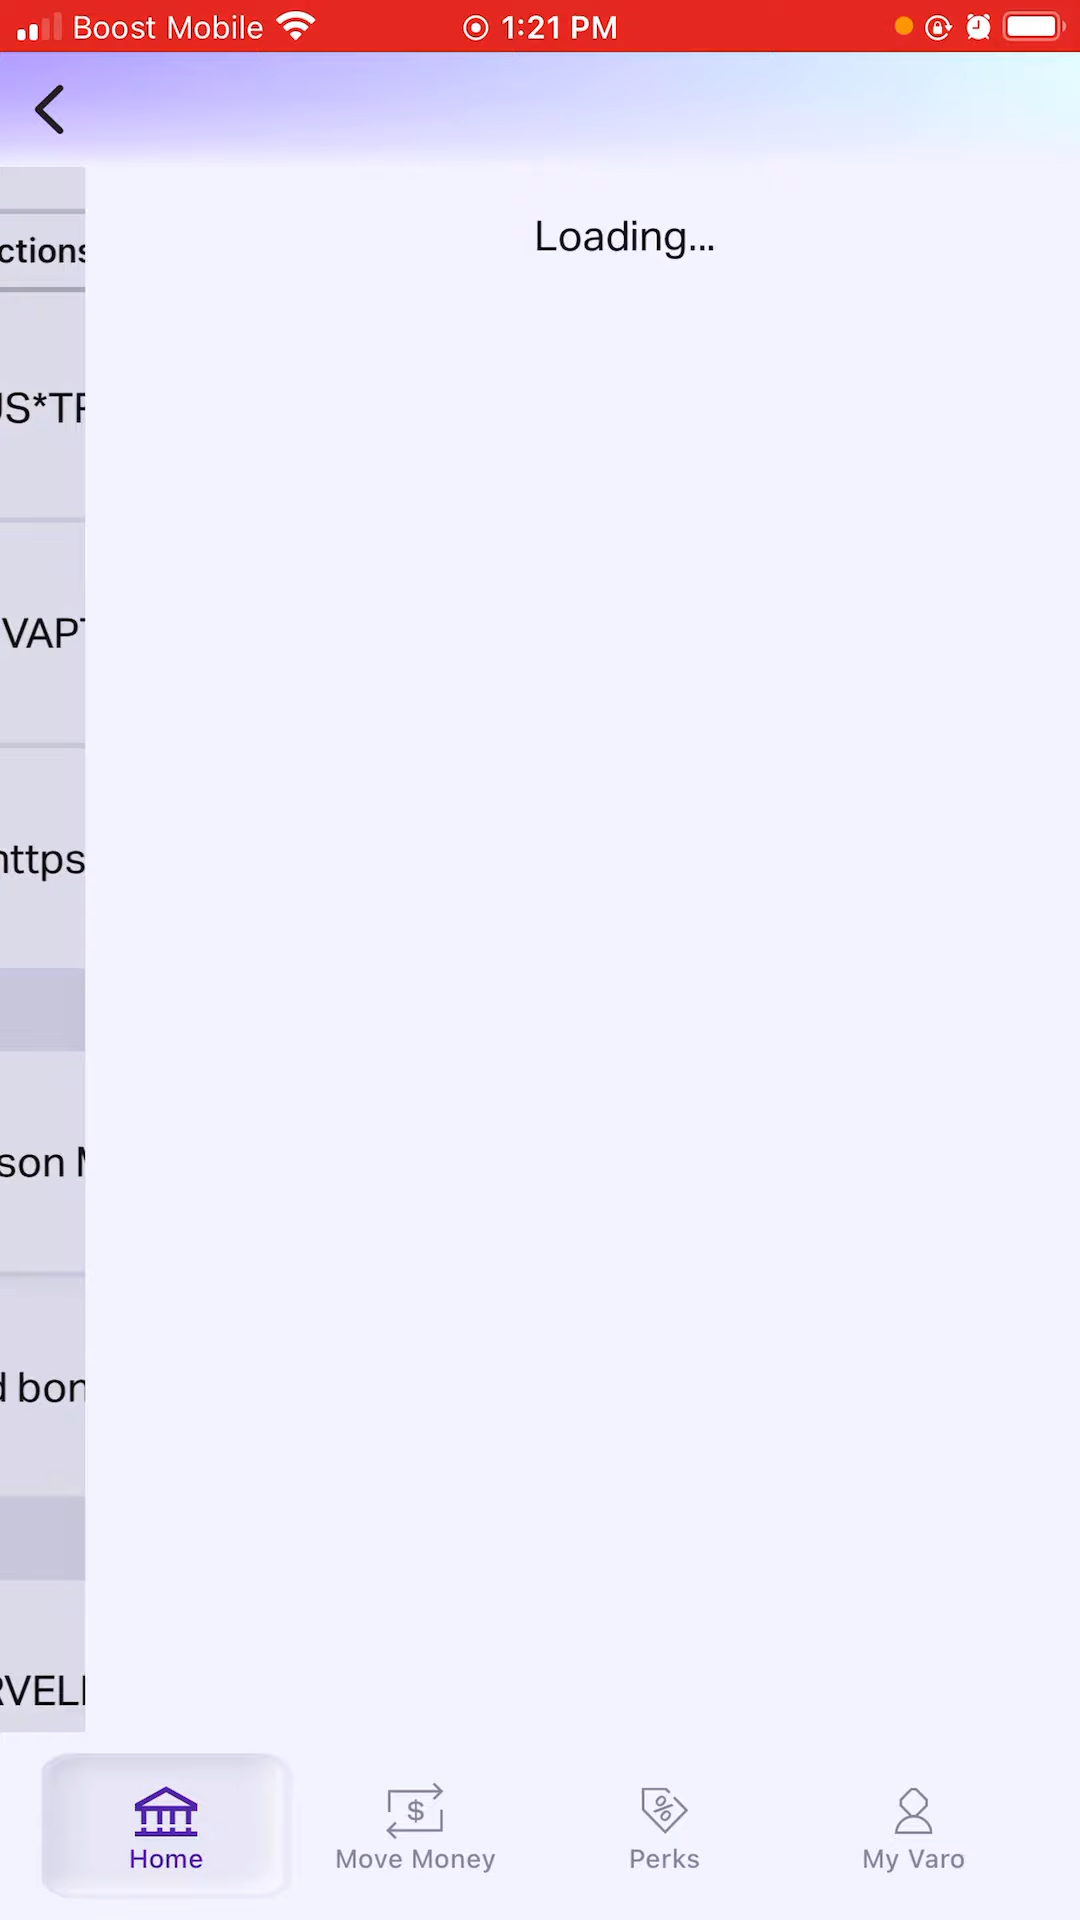 Boost Mobile 1:21 PM
Loading...
ctions
S*TF
VAPT
https
son M
d bon
RVELI
$
%
Home Move Money Perks My Varo